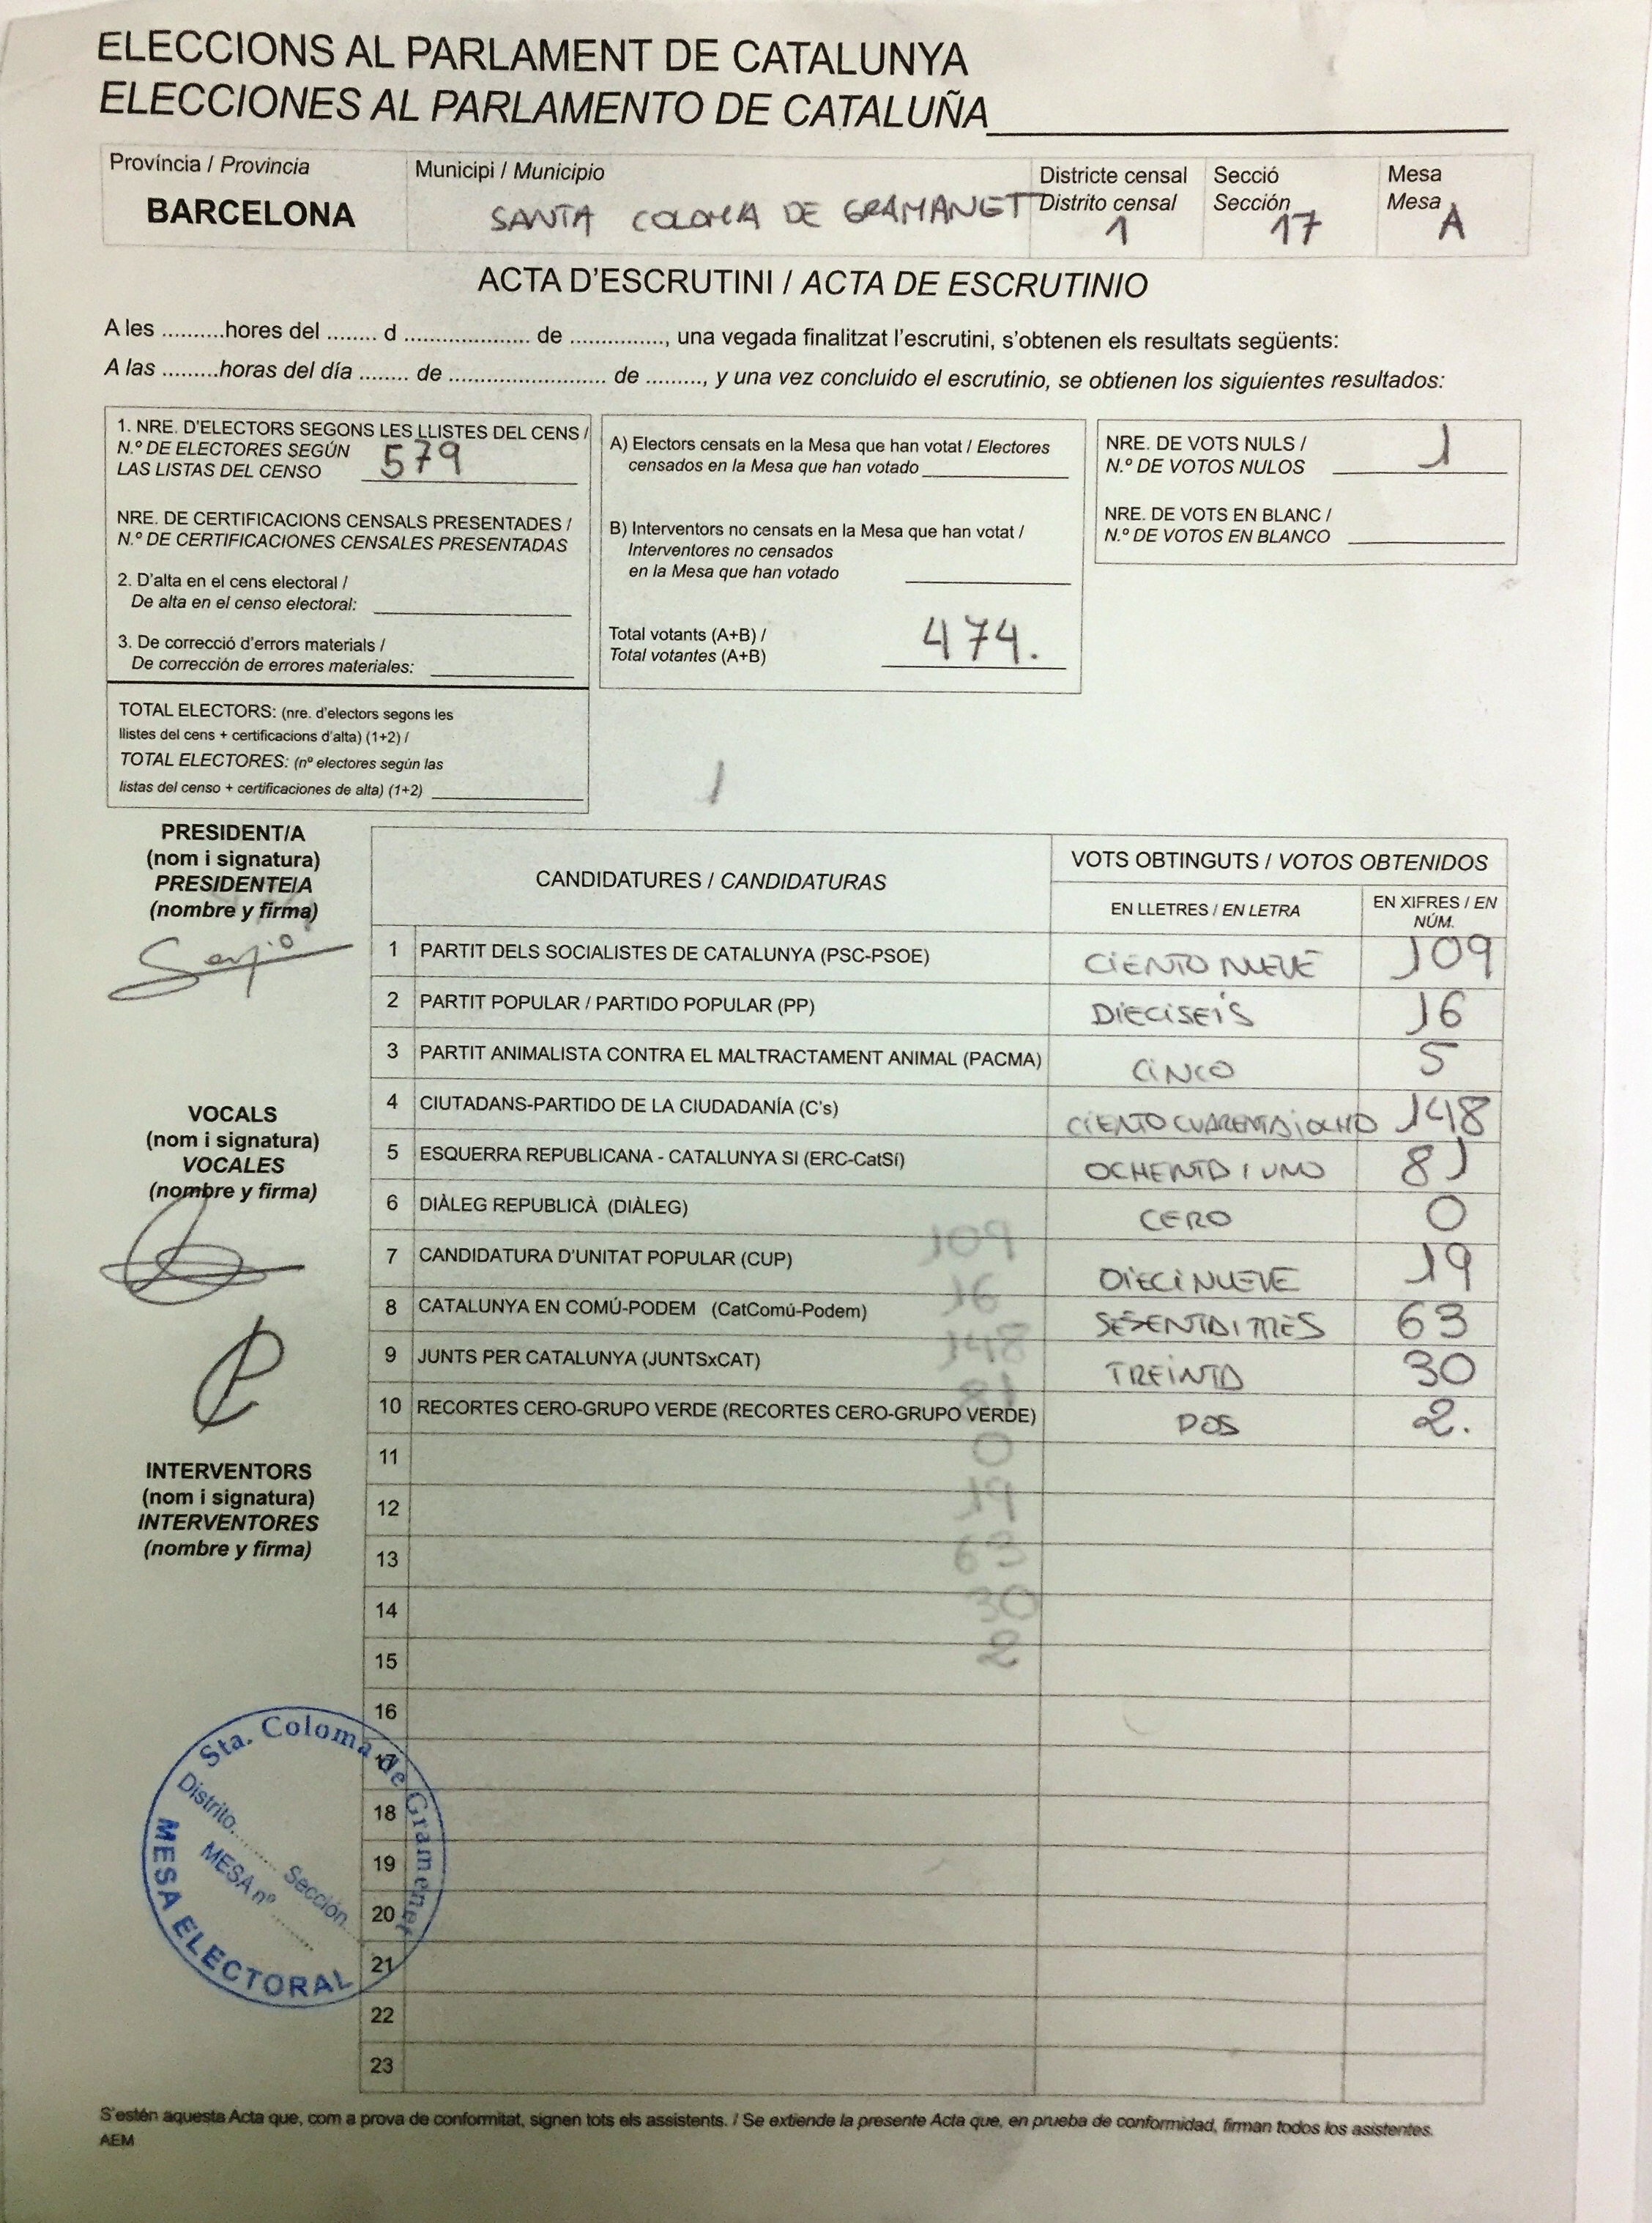 ELECCIONS AL PARLAMENT DE CATALUNYA
ELECCIONES AL PARLAMENTO DE CATALUÑA
Província / Provincia
BARCELONA
Municipi / Municipio
SANTA COLOMA DE GRAMANET
Districte censal
Distrito censal
1
Secció
Sección
17
Mesa
Mesa
A
ACTA D'ESCRUTINI / ACTA DE ESCRUTINIO
A les ..........hores del ........ d ..................... de ................, una vegada finalitzat l'escrutini, s'obtenen els resultats següents:
A las .........horas del día ........ de .......................... de .........., y una vez concluido el escrutinio, se obtienen los siguientes resultados:
1. NRE. D'ELECTORS SEGONS LES LLISTES DEL CENS /
N.º DE ELECTORES SEGÚN
LAS LISTAS DEL CENSO 579
NRE. DE CERTIFICACIONS CENSALS PRESENTADES /
N.º DE CERTIFICACIONES CENSALES PRESENTADAS
2. D'alta en el cens electoral /
De alta en el censo electoral:
3. De correcció d'errors materials /
De corrección de errores materiales:
TOTAL ELECTORS: (nre. d'electors segons les
llistes del cens + certificacions d'alta) (1+2) /
TOTAL ELECTORES: (nº electores según las
listas del censo + certificaciones de alta) (1+2)
A) Electors censats en la Mesa que han votat / Electores
censados en la Mesa que han votado
B) Interventors no censats en la Mesa que han votat /
Interventores no censados
en la Mesa que han votado
Total votants (A+B) /
Total votantes (A+B) 474.
NRE. DE VOTS NULS /
N.º DE VOTOS NULOS 1
NRE. DE VOTS EN BLANC /
N.º DE VOTOS EN BLANCO
1
PRESIDENT/A
(nom i signatura)
PRESIDENTE/A
(nombre y firma)
Sergio
VOCALS
(nom i signatura)
VOCALES
(nombre y firma)
INTERVENTORS
(nom i signatura)
INTERVENTORES
(nombre y firma)
CANDIDATURES / CANDIDATURAS
VOTS OBTINGUTS / VOTOS OBTENIDOS
EN LLETRES / EN LETRA
EN XIFRES / EN
NÚM.
1 PARTIT DELS SOCIALISTES DE CATALUNYA (PSC-PSOE) CIENTO NUEVE 109
2 PARTIT POPULAR / PARTIDO POPULAR (PP) DIECISEÍS 16
3 PARTIT ANIMALISTA CONTRA EL MALTRACTAMENT ANIMAL (PACMA) CINCO 5
4 CIUTADANS-PARTIDO DE LA CIUDADANÍA (C's) CIENTO CUARENTAIOCHO 148
5 ESQUERRA REPUBLICANA - CATALUNYA SI (ERC-CatSí) OCHENTA I UNO 81
6 DIÀLEG REPUBLICÀ (DIÀLEG) CERO 0
7 CANDIDATURA D'UNITAT POPULAR (CUP) DIECINUEVE 19
8 CATALUNYA EN COMÚ-PODEM (CatComú-Podem) SESENTAITRES 63
9 JUNTS PER CATALUNYA (JUNTSxCAT) TREINTA 30
10 RECORTES CERO-GRUPO VERDE (RECORTES CERO-GRUPO VERDE) DOS 2.
109
16
148
81
0
19
63
30
2
11
12
13
14
15
16
17
18
19
20
21
22
23
Sta. Coloma de Gramenet
Distrito......... Sección
MESA nº .........
MESA ELECTORAL
S'estén aquesta Acta que, com a prova de conformitat, signen tots els assistents. / Se extiende la presente Acta que, en prueba de conformidad, firman todos los asistentes.
AEM